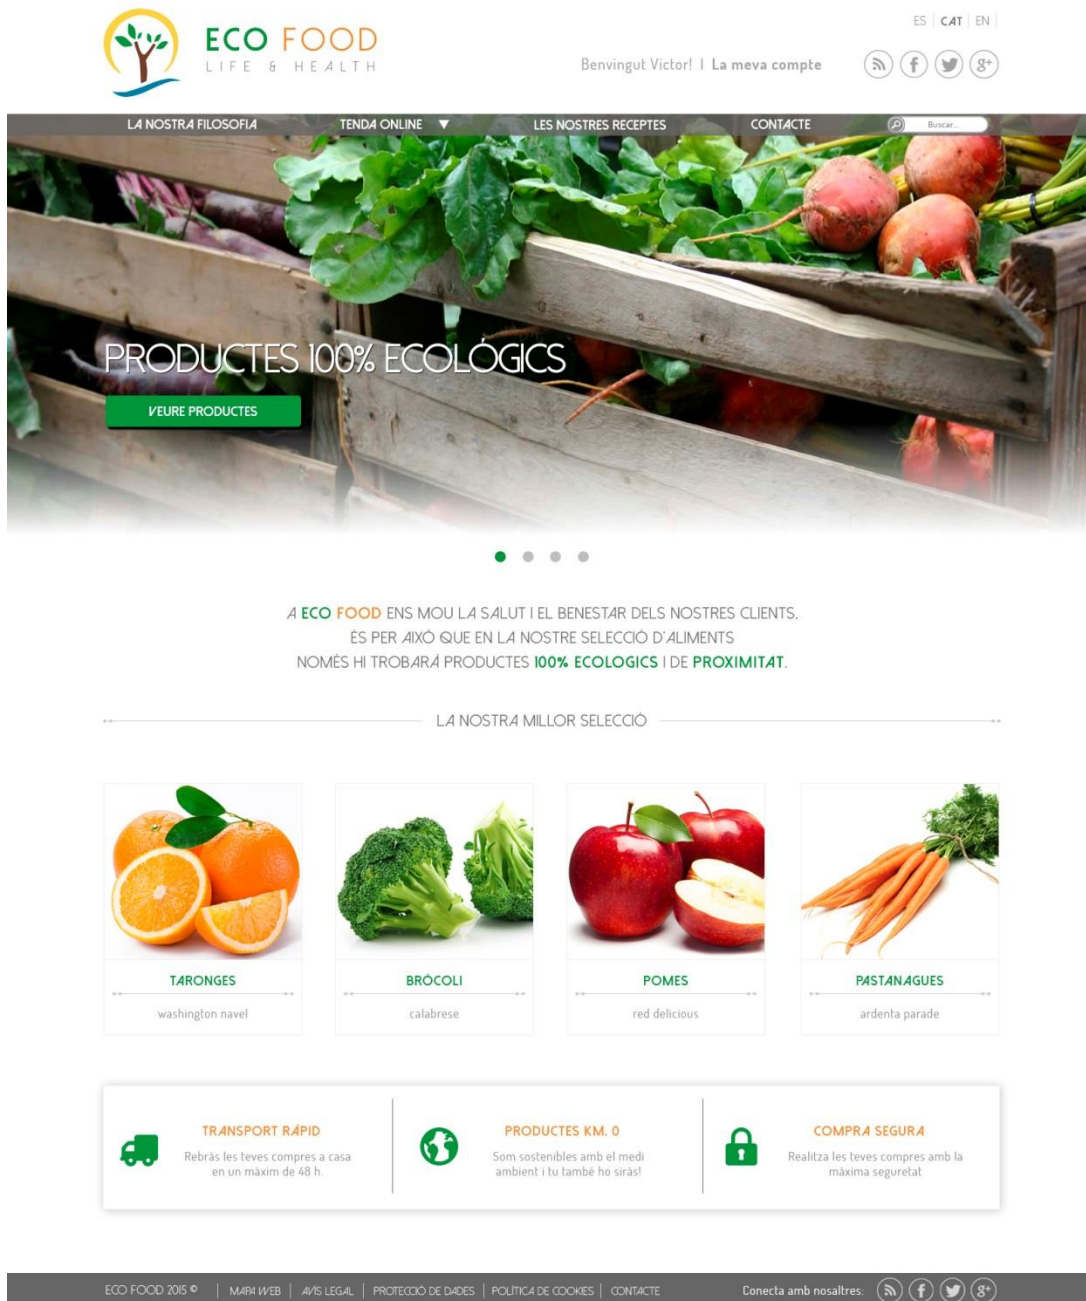 ES | CAT | EN |
ECO FOOD
LIFE & HEALTH
Benvingut Victor! | La meva compte
LA NOSTRA FILOSOFIA
TENDA ONLINE ▼
LES NOSTRES RECEPTES
CONTACTE
Buscar...
PRODUCTES 100% ECOLÓGICS
VEURE PRODUCTES
A ECO FOOD ENS MOU LA SALUT I EL BENESTAR DELS NOSTRES CLIENTS,
ÉS PER AIXÓ QUE EN LA NOSTRE SELECCIÓ D'ALIMENTS
NOMÉS HI TROBARÁ PRODUCTES 100% ECOLOGICS I DE PROXIMITAT.
LA NOSTRA MILLOR SELECCIÓ
TARONGES
washington navel
BRÓCOLI
calabrese
POMES
red delicious
PASTANAGUES
ardenta parade
TRANSPORT RÁPID
Rebràs les teves compres a casa
en un màxim de 48 h.
PRODUCTES KM. 0
Som sostenibles amb el medi
ambient i tu també ho siràs!
COMPRA SEGURA
Realitza les teves compres amb la
màxima seguretat
ECO FOOD 2015 © | MAPA WEB | AVÍS LEGAL | PROTECCIÓ DE DADES | POLÍTICA DE COOKIES | CONTACTE
Conecta amb nosaltres: